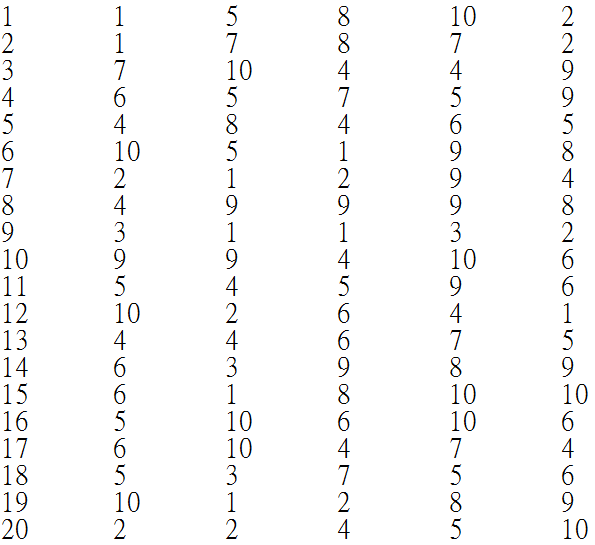 1 1 5 8 10 2
2 1 7 8 7 2
3 7 10 4 4 9
4 6 5 7 5 9
5 4 8 4 6 5
6 10 5 1 9 8
7 2 1 2 9 4
8 4 9 9 9 8
9 3 1 1 3 2
10 9 9 4 10 6
11 5 4 5 9 6
12 10 2 6 4 1
13 4 4 6 7 5
14 6 3 9 8 9
15 6 1 8 10 10
16 5 10 6 10 6
17 6 10 4 7 4
18 5 3 7 5 6
19 10 1 2 8 9
20 2 2 4 5 10